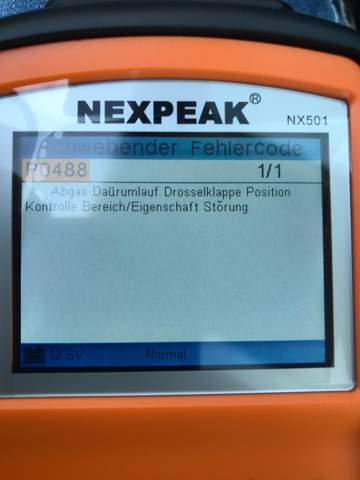 NEXPEAK®
NX501
Schwebender Fehlercode
P0488 1/1
Abgas Daürumlauf Drosselklappe Position
Kontrolle Bereich/Eigenschaft Störung
12.5V Normal